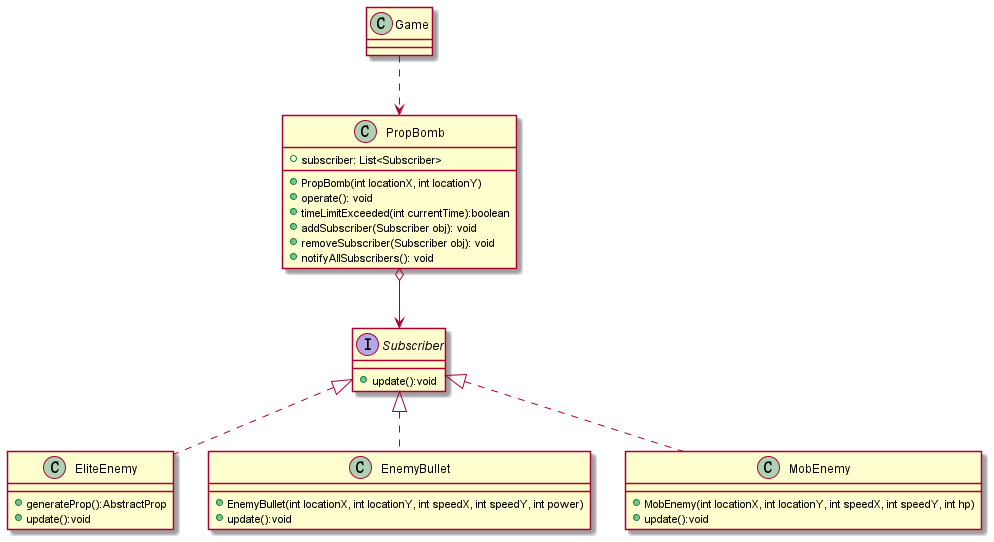 C Game
C PropBomb
subscriber: List<Subscriber>
PropBomb(int locationX, int locationY)
operate(): void
timeLimitExceeded(int currentTime):boolean
addSubscriber(Subscriber obj): void
removeSubscriber(Subscriber obj): void
notifyAllSubscribers(): void
I Subscriber
update():void
C EliteEnemy
generateProp():AbstractProp
update():void
C EnemyBullet
EnemyBullet(int locationX, int locationY, int speedX, int speedY, int power)
update():void
C MobEnemy
MobEnemy(int locationX, int locationY, int speedX, int speedY, int hp)
update():void